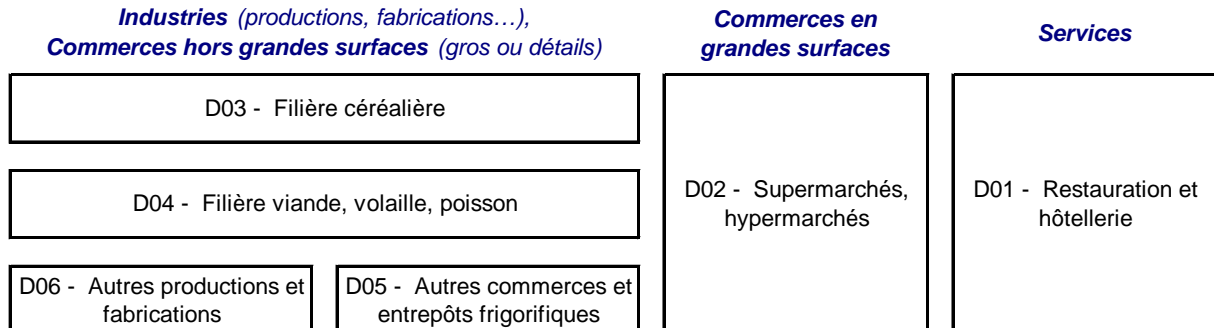 Industries (productions, fabrications…),
Commerces hors grandes surfaces (gros ou détails)
Commerces en
grandes surfaces
Services
D03 - Filière céréalière
D04 - Filière viande, volaille, poisson
D06 - Autres productions et
fabrications
D05 - Autres commerces et
entrepôts frigorifiques
D02 - Supermarchés,
hypermarchés
D01 - Restauration et
hôtellerie